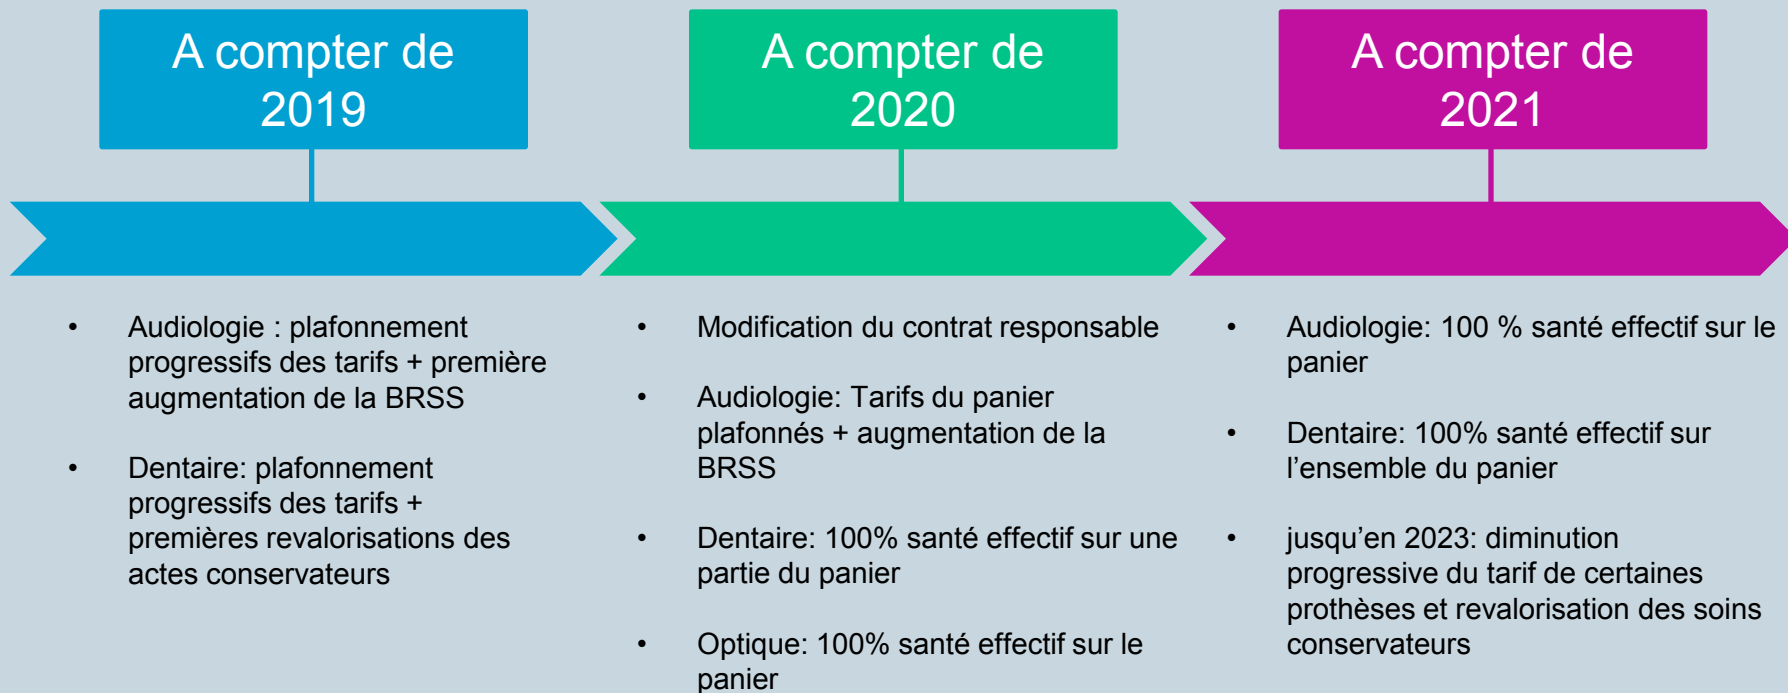 A compter de
2019
A compter de
2020
A compter de
2021
• Audiologie : plafonnement
progressifs des tarifs + première
augmentation de la BRSS
• Dentaire: plafonnement
progressifs des tarifs +
premières revalorisations des
actes conservateurs
• Modification du contrat responsable
• Audiologie: Tarifs du panier
plafonnés + augmentation de la
BRSS
• Dentaire: 100% santé effectif sur une
partie du panier
• Optique: 100% santé effectif sur le
panier
• Audiologie: 100 % santé effectif sur le
panier
• Dentaire: 100% santé effectif sur
l’ensemble du panier
• jusqu’en 2023: diminution
progressive du tarif de certaines
prothèses et revalorisation des soins
conservateurs